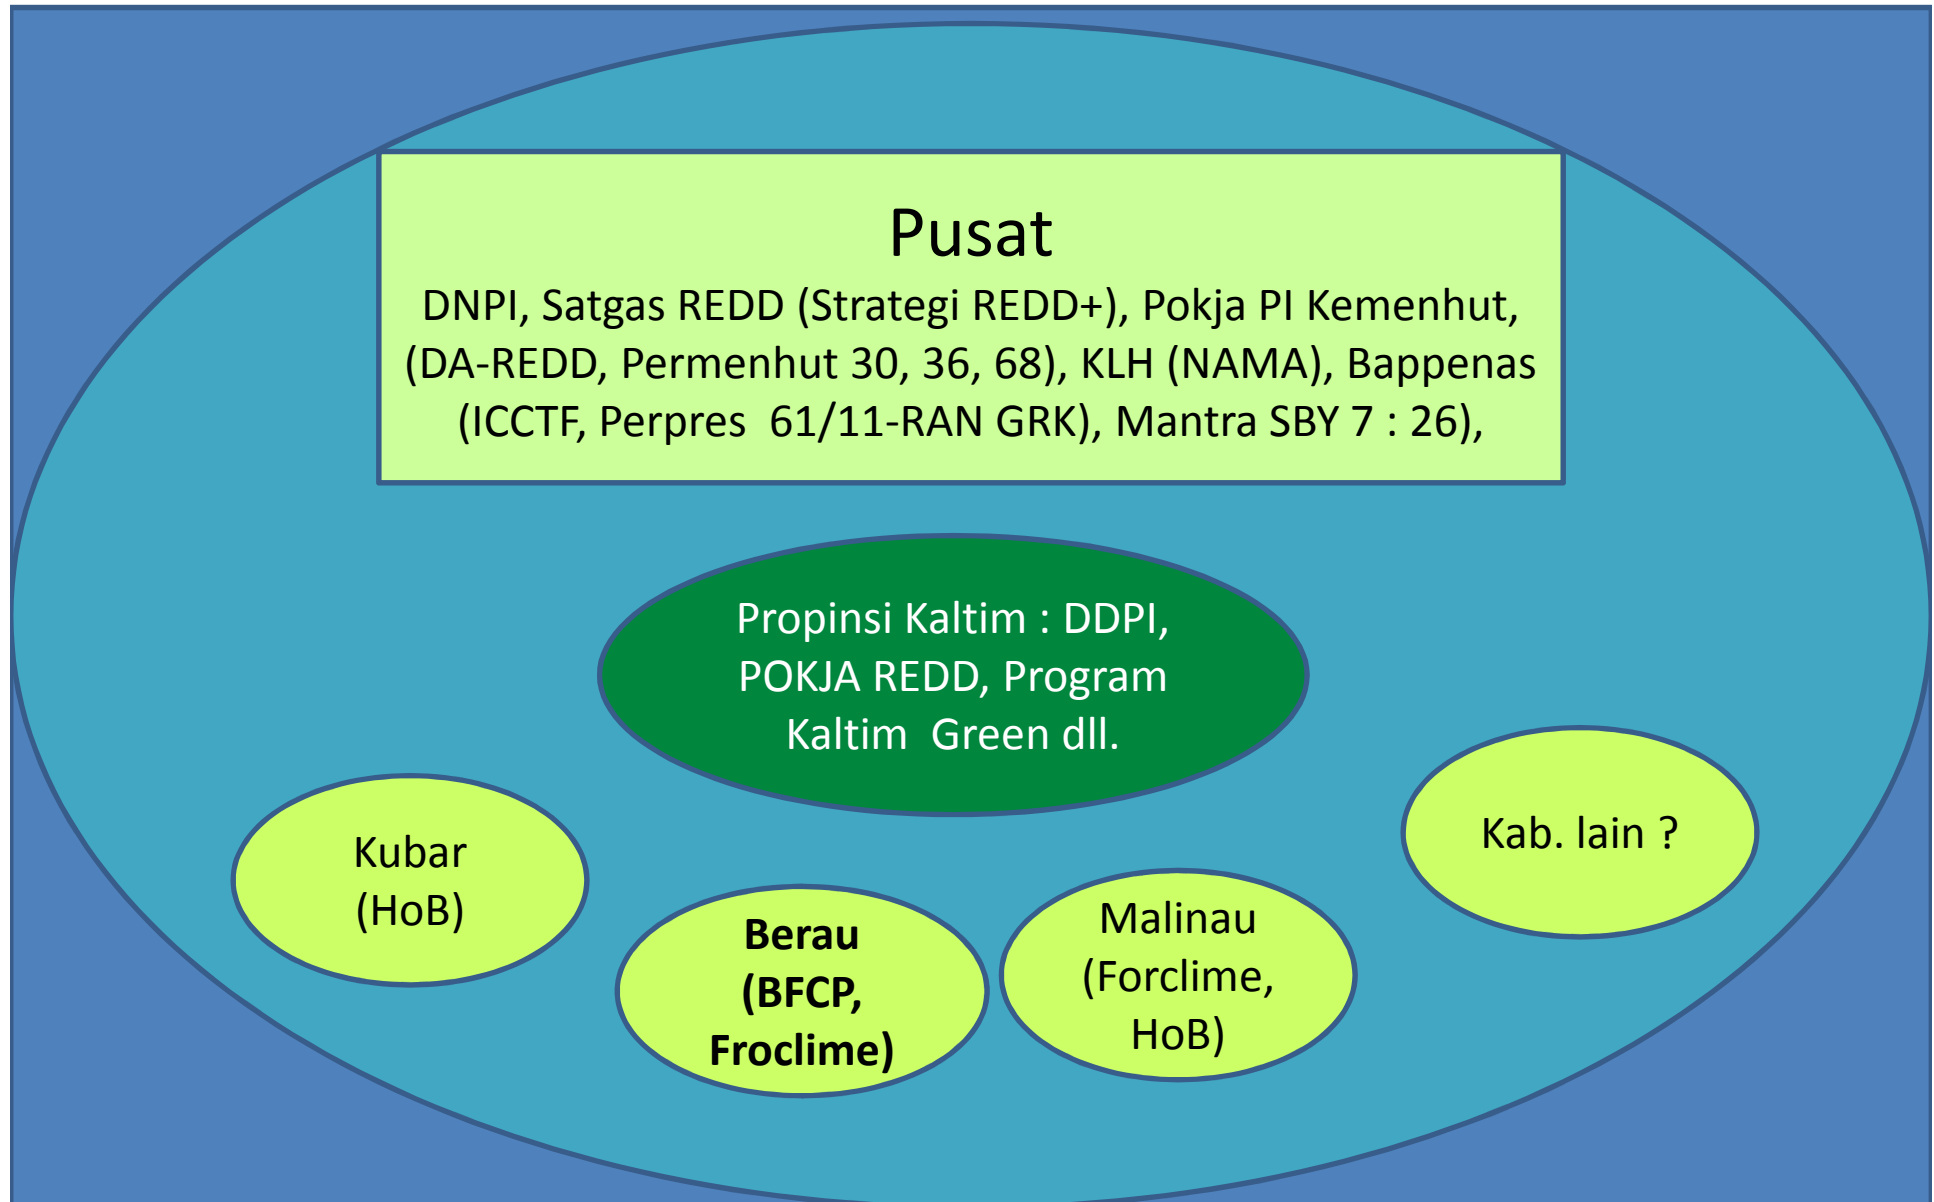 Pusat
DNPI, Satgas REDD (Strategi REDD+), Pokja PI Kemenhut,
(DA-REDD, Permenhut 30, 36, 68), KLH (NAMA), Bappenas
(ICCTF, Perpres  61/11-RAN GRK), Mantra SBY 7 : 26),
Propinsi Kaltim : DDPI,
POKJA REDD, Program
Kaltim  Green dll.
Kubar
(HoB)
Berau
(BFCP,
Froclime)
Malinau
(Forclime,
HoB)
Kab. lain ?